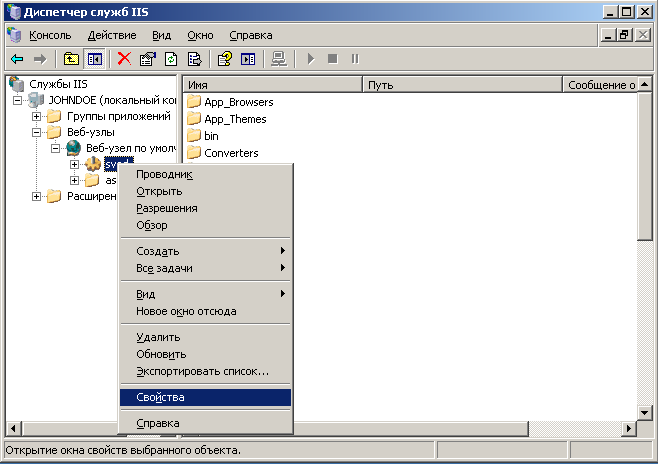 Диспетчер служб IIS
Консоль Действие Вид Окно Справка
Службы IIS
JOHNDOE (локальный ко
Группы приложений
Веб-узлы
Веб-узел по умолч
as
Расширен
Имя Путь Сообщение о
App_Browsers
App_Themes
bin
Converters
Проводник
Открыть
Разрешения
Обзор
Создать
Все задачи
Вид
Новое окно отсюда
Удалить
Обновить
Экспортировать список...
Свойства
Справка
Открытие окна свойств выбранного объекта.